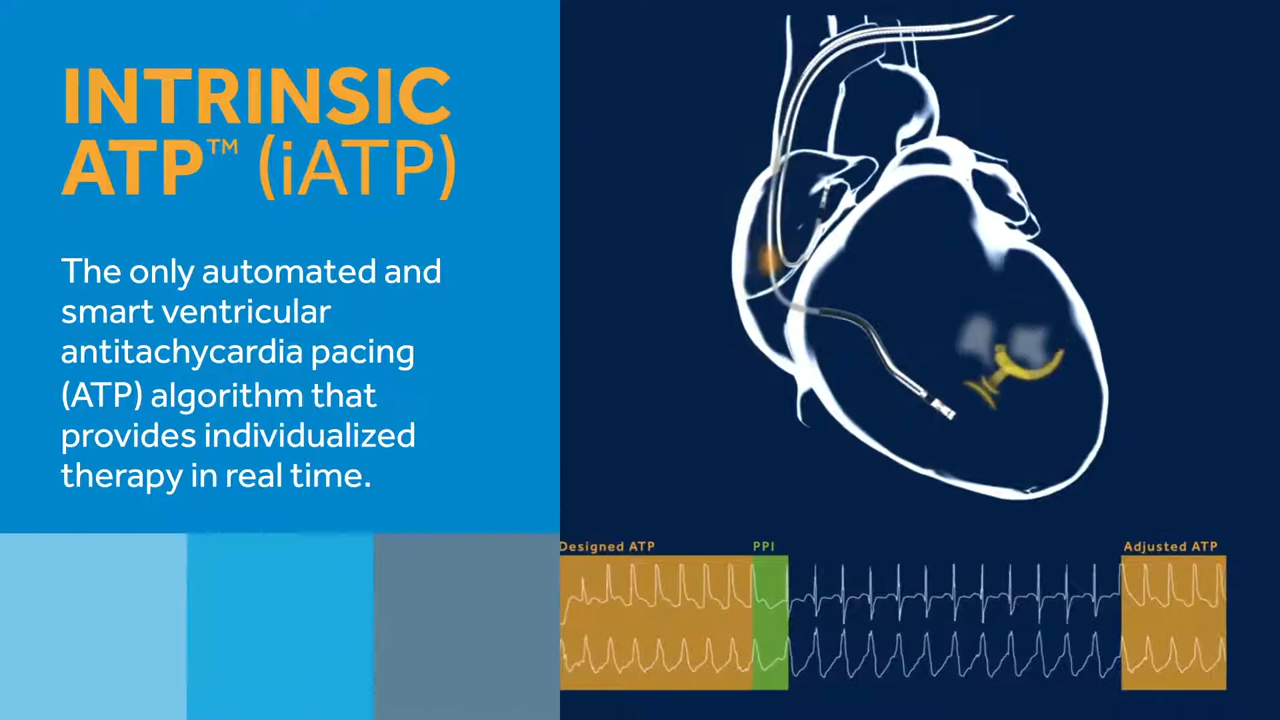 INTRINSIC
ATP™ (iATP)
The only automated and
smart ventricular
antitachycardia pacing
(ATP) algorithm that
provides individualized
therapy in real time.
Designed ATP
PPI
Adjusted ATP